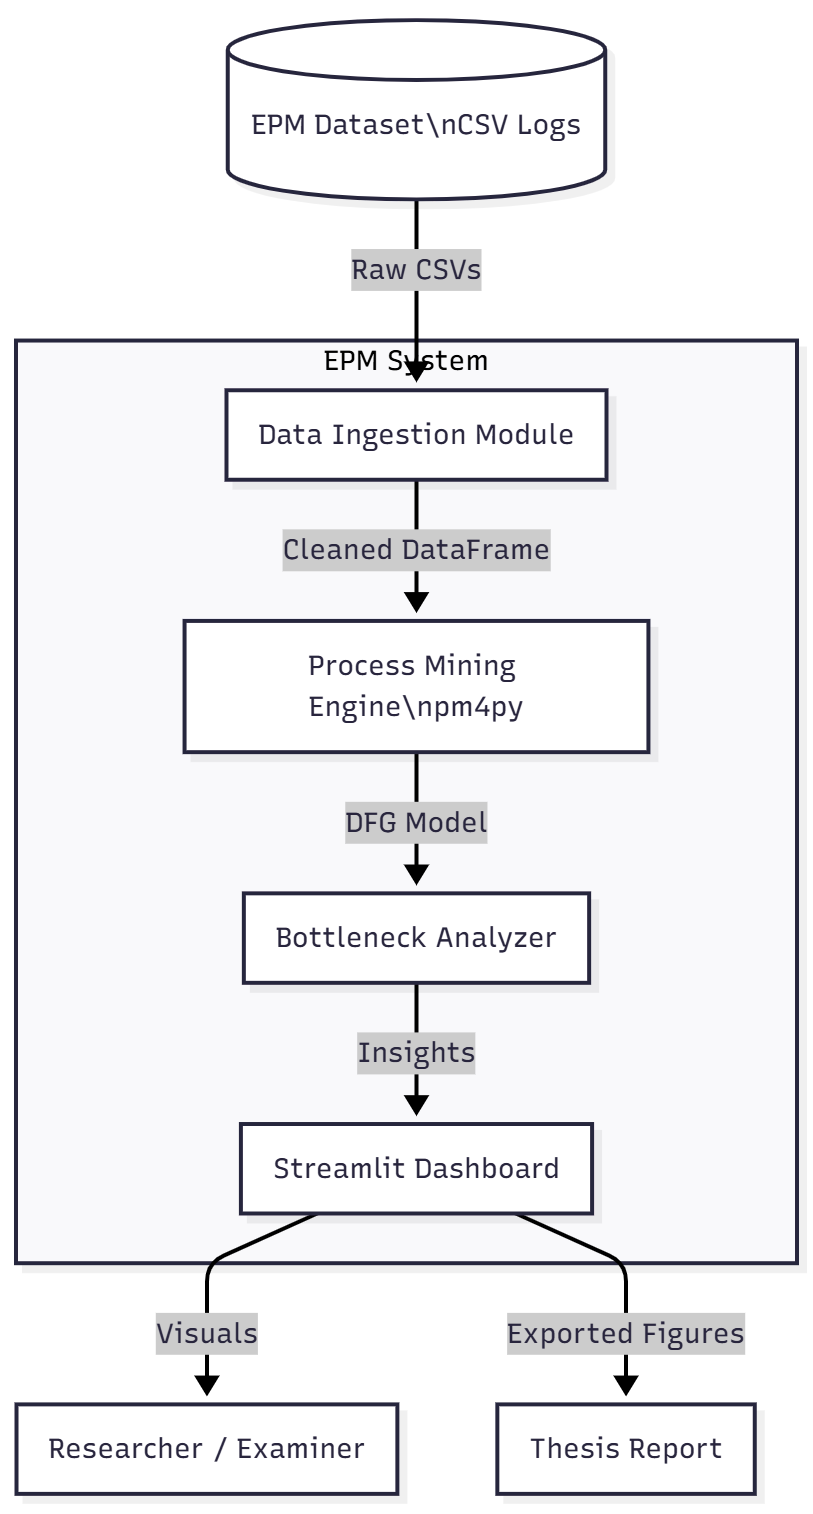 EPM Dataset\nCSV Logs
Raw CSVs
EPM System
Data Ingestion Module
Cleaned DataFrame
Process Mining
Engine\npm4py
DFG Model
Bottleneck Analyzer
Insights
Streamlit Dashboard
Visuals
Exported Figures
Researcher / Examiner
Thesis Report